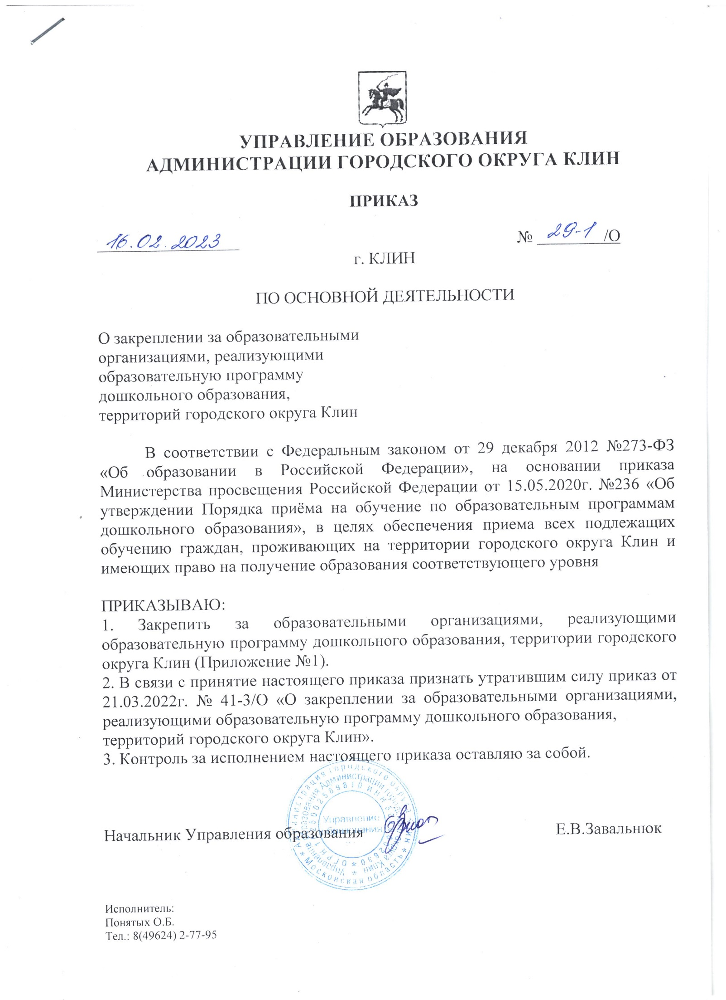 УПРАВЛЕНИЕ ОБРАЗОВАНИЯ
АДМИНИСТРАЦИИ ГОРОДСКОГО ОКРУГА КЛИН
ПРИКАЗ
16.02.2023 № 29-1 /О
г. КЛИН
ПО ОСНОВНОЙ ДЕЯТЕЛЬНОСТИ
О закреплении за образовательными
организациями, реализующими
образовательную программу
дошкольного образования,
территорий городского округа Клин
В соответствии с Федеральным законом от 29 декабря 2012 №273-ФЗ
«Об образовании в Российской Федерации», на основании приказа
Министерства просвещения Российской Федерации от 15.05.2020г. №236 «Об
утверждении Порядка приёма на обучение по образовательным программам
дошкольного образования», в целях обеспечения приема всех подлежащих
обучению граждан, проживающих на территории городского округа Клин и
имеющих право на получение образования соответствующего уровня
ПРИКАЗЫВАЮ:
1. Закрепить за образовательными организациями, реализующими
образовательную программу дошкольного образования, территории городского
округа Клин (Приложение №1).
2. В связи с принятие настоящего приказа признать утратившим силу приказ от
21.03.2022г. № 41-3/О «О закреплении за образовательными организациями,
реализующими образовательную программу дошкольного образования,
территорий городского округа Клин».
3. Контроль за исполнением настоящего приказа оставляю за собой.
Администрация городского округа Клин * Московская область *
Управление образования Администрации городского округа Клин *
Управление
образования
Начальник Управления образования Е.В.Завальнюк
Исполнитель:
Понятых О.Б.
Тел.: 8(49624) 2-77-95